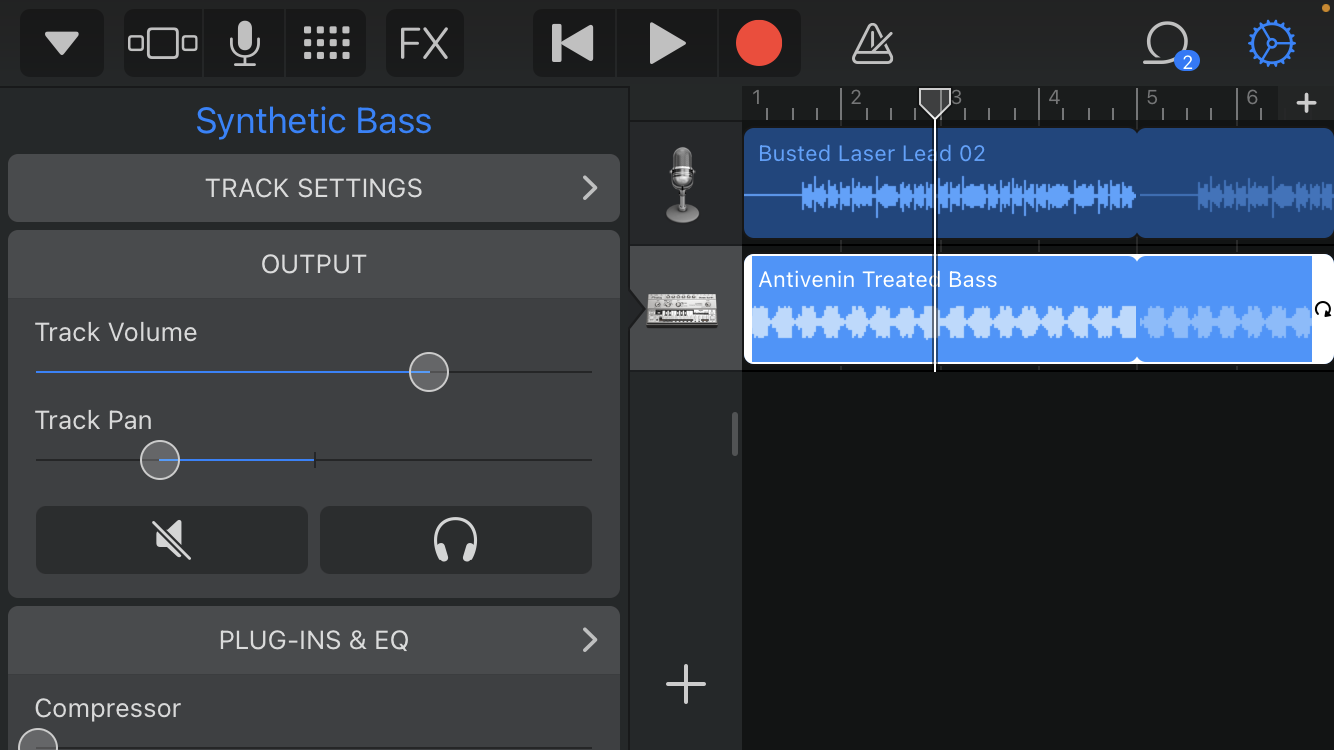 FX
2
Synthetic Bass
TRACK SETTINGS
OUTPUT
Track Volume
Track Pan
PLUG-INS & EQ
Compressor
1 2 3 4 5 6 +
Busted Laser Lead 02
Antivenin Treated Bass